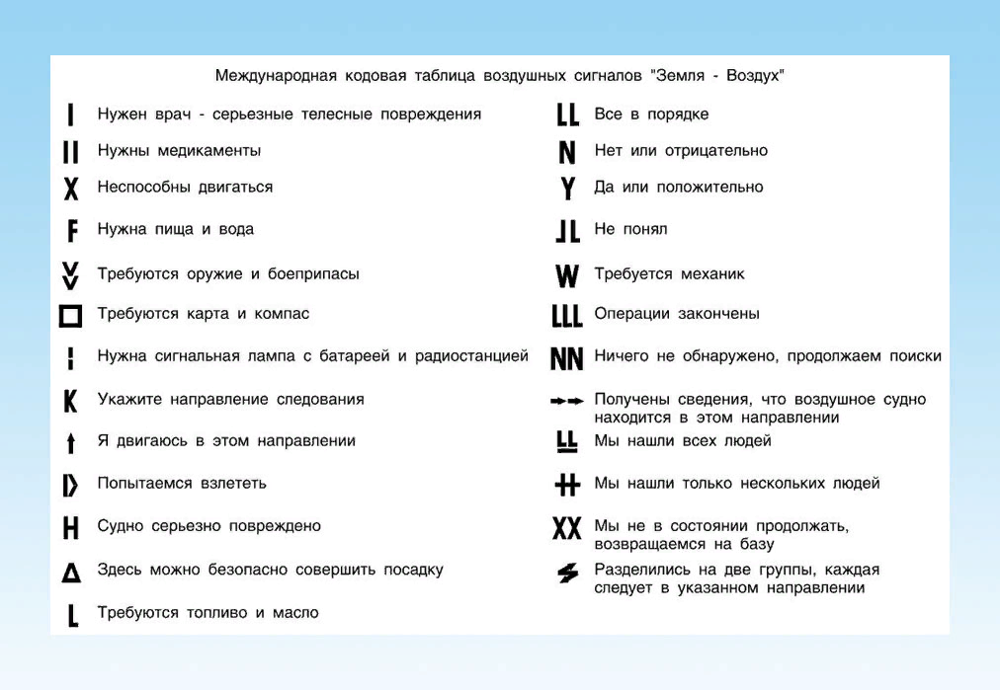 Международная кодовая таблица воздушных сигналов "Земля - Воздух"
I Нужен врач - серьезные телесные повреждения
II Нужны медикаменты
X Неспособны двигаться
F Нужна пища и вода
Требуются оружие и боеприпасы
Требуются карта и компас
Нужна сигнальная лампа с батареей и радиостанцией
K Укажите направление следования
Я двигаюсь в этом направлении
Попытаемся взлететь
H Судно серьезно повреждено
Здесь можно безопасно совершить посадку
L Требуются топливо и масло
LL Все в порядке
N Нет или отрицательно
Y Да или положительно
Не понял
W Требуется механик
LLL Операции закончены
NN Ничего не обнаружено, продолжаем поиски
Получены сведения, что воздушное судно
находится в этом направлении
LL Мы нашли всех людей
Мы нашли только нескольких людей
XX Мы не в состоянии продолжать,
возвращаемся на базу
Разделились на две группы, каждая
следует в указанном направлении